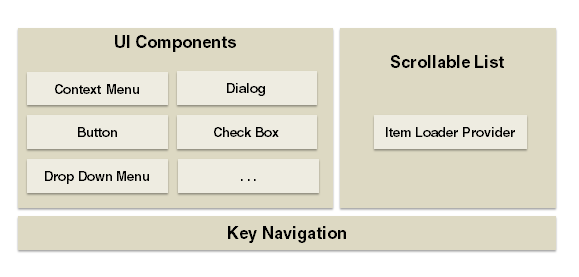 UI Components
Context Menu
Dialog
Button
Check Box
Drop Down Menu
...
Scrollable List
Item Loader Provider
Key Navigation